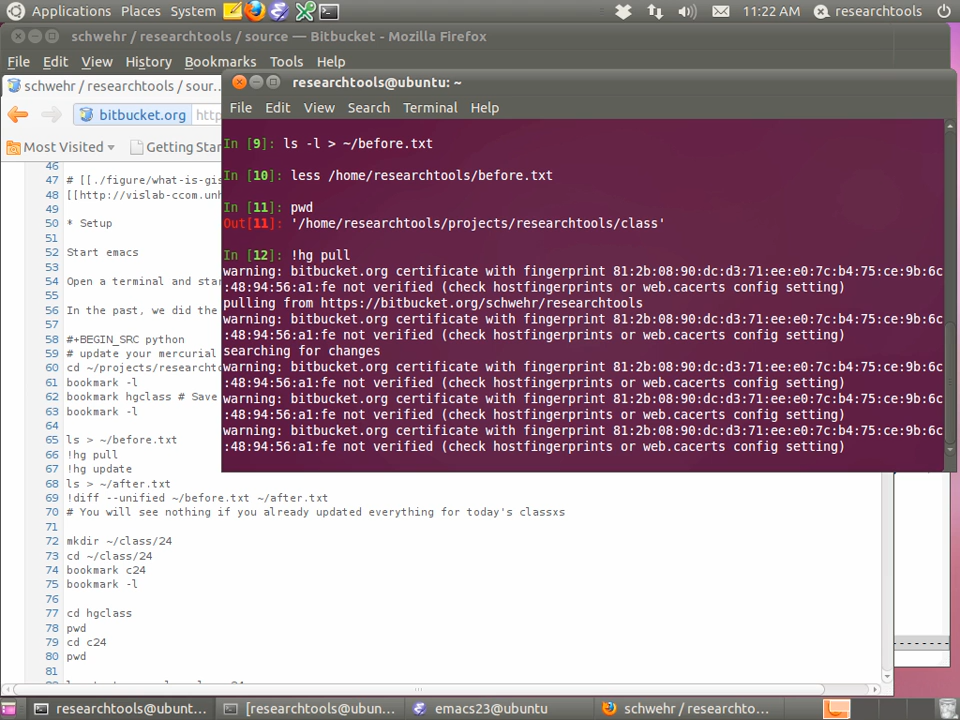 Applications Places System 11:22 AM researchtools
schwehr / researchtools / source — Bitbucket - Mozilla Firefox
File Edit View History Bookmarks Tools Help
schwehr / researchtools / sour...
researchtools@ubuntu: ~
bitbucket.org http
File Edit View Search Terminal Help
Most Visited Getting Star
In [9]: ls -l > ~/before.txt
In [10]: less /home/researchtools/before.txt
In [11]: pwd
Out[11]: '/home/researchtools/projects/researchtools/class'
In [12]: !hg pull
warning: bitbucket.org certificate with fingerprint 81:2b:08:90:dc:d3:71:ee:e0:7c:b4:75:ce:9b:6c
:48:94:56:a1:fe not verified (check hostfingerprints or web.cacerts config setting)
pulling from https://bitbucket.org/schwehr/researchtools
warning: bitbucket.org certificate with fingerprint 81:2b:08:90:dc:d3:71:ee:e0:7c:b4:75:ce:9b:6c
:48:94:56:a1:fe not verified (check hostfingerprints or web.cacerts config setting)
searching for changes
warning: bitbucket.org certificate with fingerprint 81:2b:08:90:dc:d3:71:ee:e0:7c:b4:75:ce:9b:6c
:48:94:56:a1:fe not verified (check hostfingerprints or web.cacerts config setting)
warning: bitbucket.org certificate with fingerprint 81:2b:08:90:dc:d3:71:ee:e0:7c:b4:75:ce:9b:6c
:48:94:56:a1:fe not verified (check hostfingerprints or web.cacerts config setting)
warning: bitbucket.org certificate with fingerprint 81:2b:08:90:dc:d3:71:ee:e0:7c:b4:75:ce:9b:6c
:48:94:56:a1:fe not verified (check hostfingerprints or web.cacerts config setting)
46
47 # [[./figure/what-is-gis
48 [[http://vislab-ccom.unh
49
50 * Setup
51
52 Start emacs
53
54 Open a terminal and star
55
56 In the past, we did the
57
58 #+BEGIN_SRC python
59 # update your mercurial
60 cd ~/projects/researchto
61 bookmark -l
62 bookmark hgclass # Save
63 bookmark -l
64
65 ls > ~/before.txt
66 !hg pull
67 !hg update
68 ls > ~/after.txt
69 !diff --unified ~/before.txt ~/after.txt
70 # You will see nothing if you already updated everything for today's classxs
71
72 mkdir ~/class/24
73 cd ~/class/24
74 bookmark c24
75 bookmark -l
76
77 cd hgclass
78 pwd
79 cd c24
80 pwd
81
researchtools@ubuntu... [researchtools@ubun... emacs23@ubuntu schwehr / researchto...